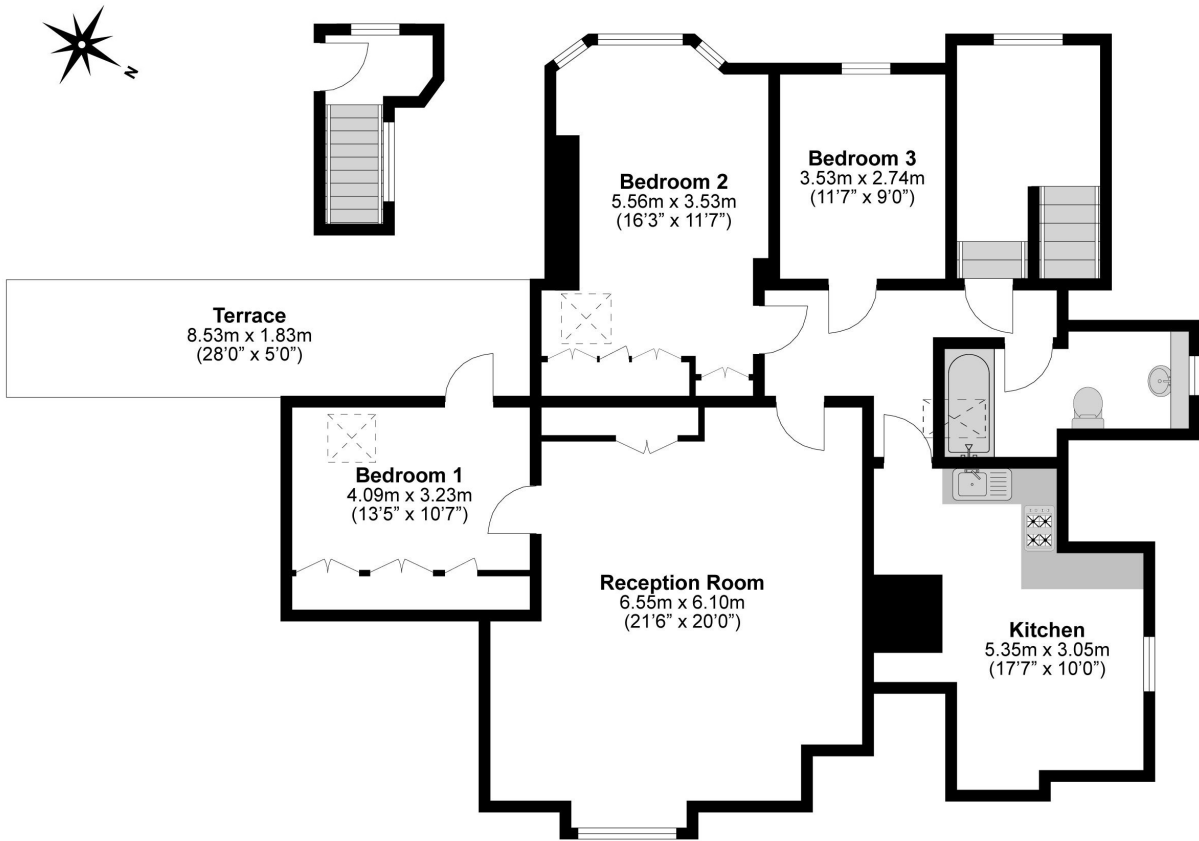 N
Bedroom 2
5.56m x 3.53m
(16’3” x 11’7”)
Bedroom 3
3.53m x 2.74m
(11’7” x 9’0”)
Terrace
8.53m x 1.83m
(28’0” x 5’0”)
Bedroom 1
4.09m x 3.23m
(13’5” x 10’7”)
Reception Room
6.55m x 6.10m
(21’6” x 20’0”)
Kitchen
5.35m x 3.05m
(17’7” x 10’0”)